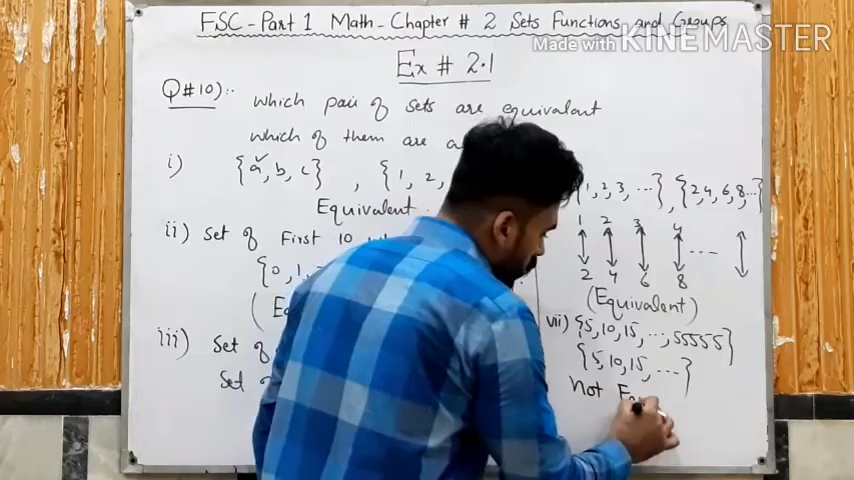 FSC-Part 1 Math-Chapter # 2 Sets Functions and Groups
Made with KINEMASTER
Ex # 2.1
Q#10):-
which pair of sets are equivalent
which of them are
i) {a, b, c} , {1, 2,
Equivalent
ii) Set of First 10
{0, 1,
iii) Set of
Set
1, 2, 3, ...}, {2, 4, 6, 8, ...}
1 2 3 4
...
2 4 6 8
(Equivalent)
vii) {5, 10, 15, ..., 55555}
{5, 10, 15, ...}
Not